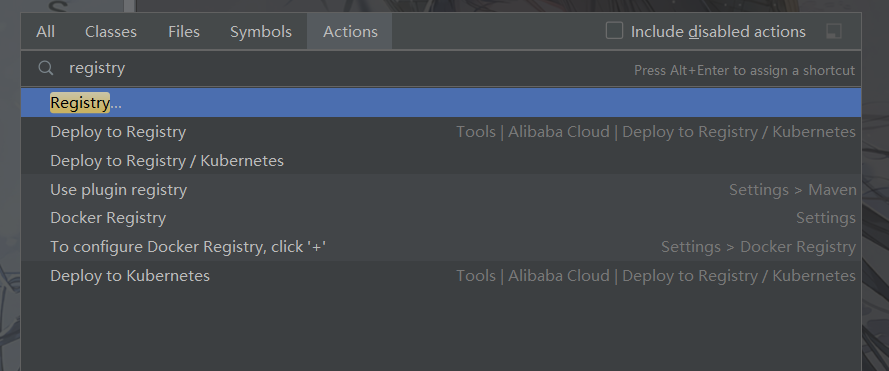 All Classes Files Symbols Actions Include disabled actions
registry Press Alt+Enter to assign a shortcut
Registry...
Deploy to Registry Tools | Alibaba Cloud | Deploy to Registry / Kubernetes
Deploy to Registry / Kubernetes
Use plugin registry Settings > Maven
Docker Registry Settings
To configure Docker Registry, click '+' Settings > Docker Registry
Deploy to Kubernetes Tools | Alibaba Cloud | Deploy to Registry / Kubernetes